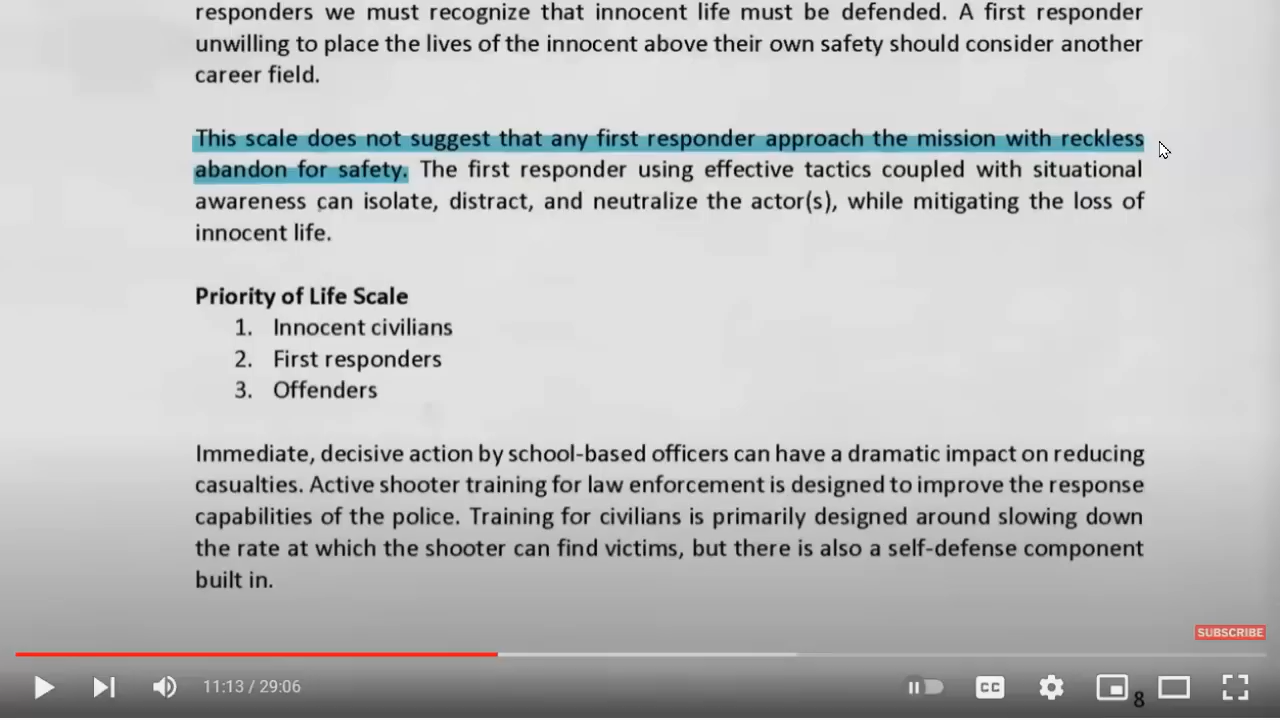 responders we must recognize that innocent life must be defended. A first responder
unwilling to place the lives of the innocent above their own safety should consider another
career field.
This scale does not suggest that any first responder approach the mission with reckless
abandon for safety. The first responder using effective tactics coupled with situational
awareness can isolate, distract, and neutralize the actor(s), while mitigating the loss of
innocent life.
Priority of Life Scale
1. Innocent civilians
2. First responders
3. Offenders
Immediate, decisive action by school-based officers can have a dramatic impact on reducing
casualties. Active shooter training for law enforcement is designed to improve the response
capabilities of the police. Training for civilians is primarily designed around slowing down
the rate at which the shooter can find victims, but there is also a self-defense component
built in.
SUBSCRIBE
11:13 / 29:06
CC
8